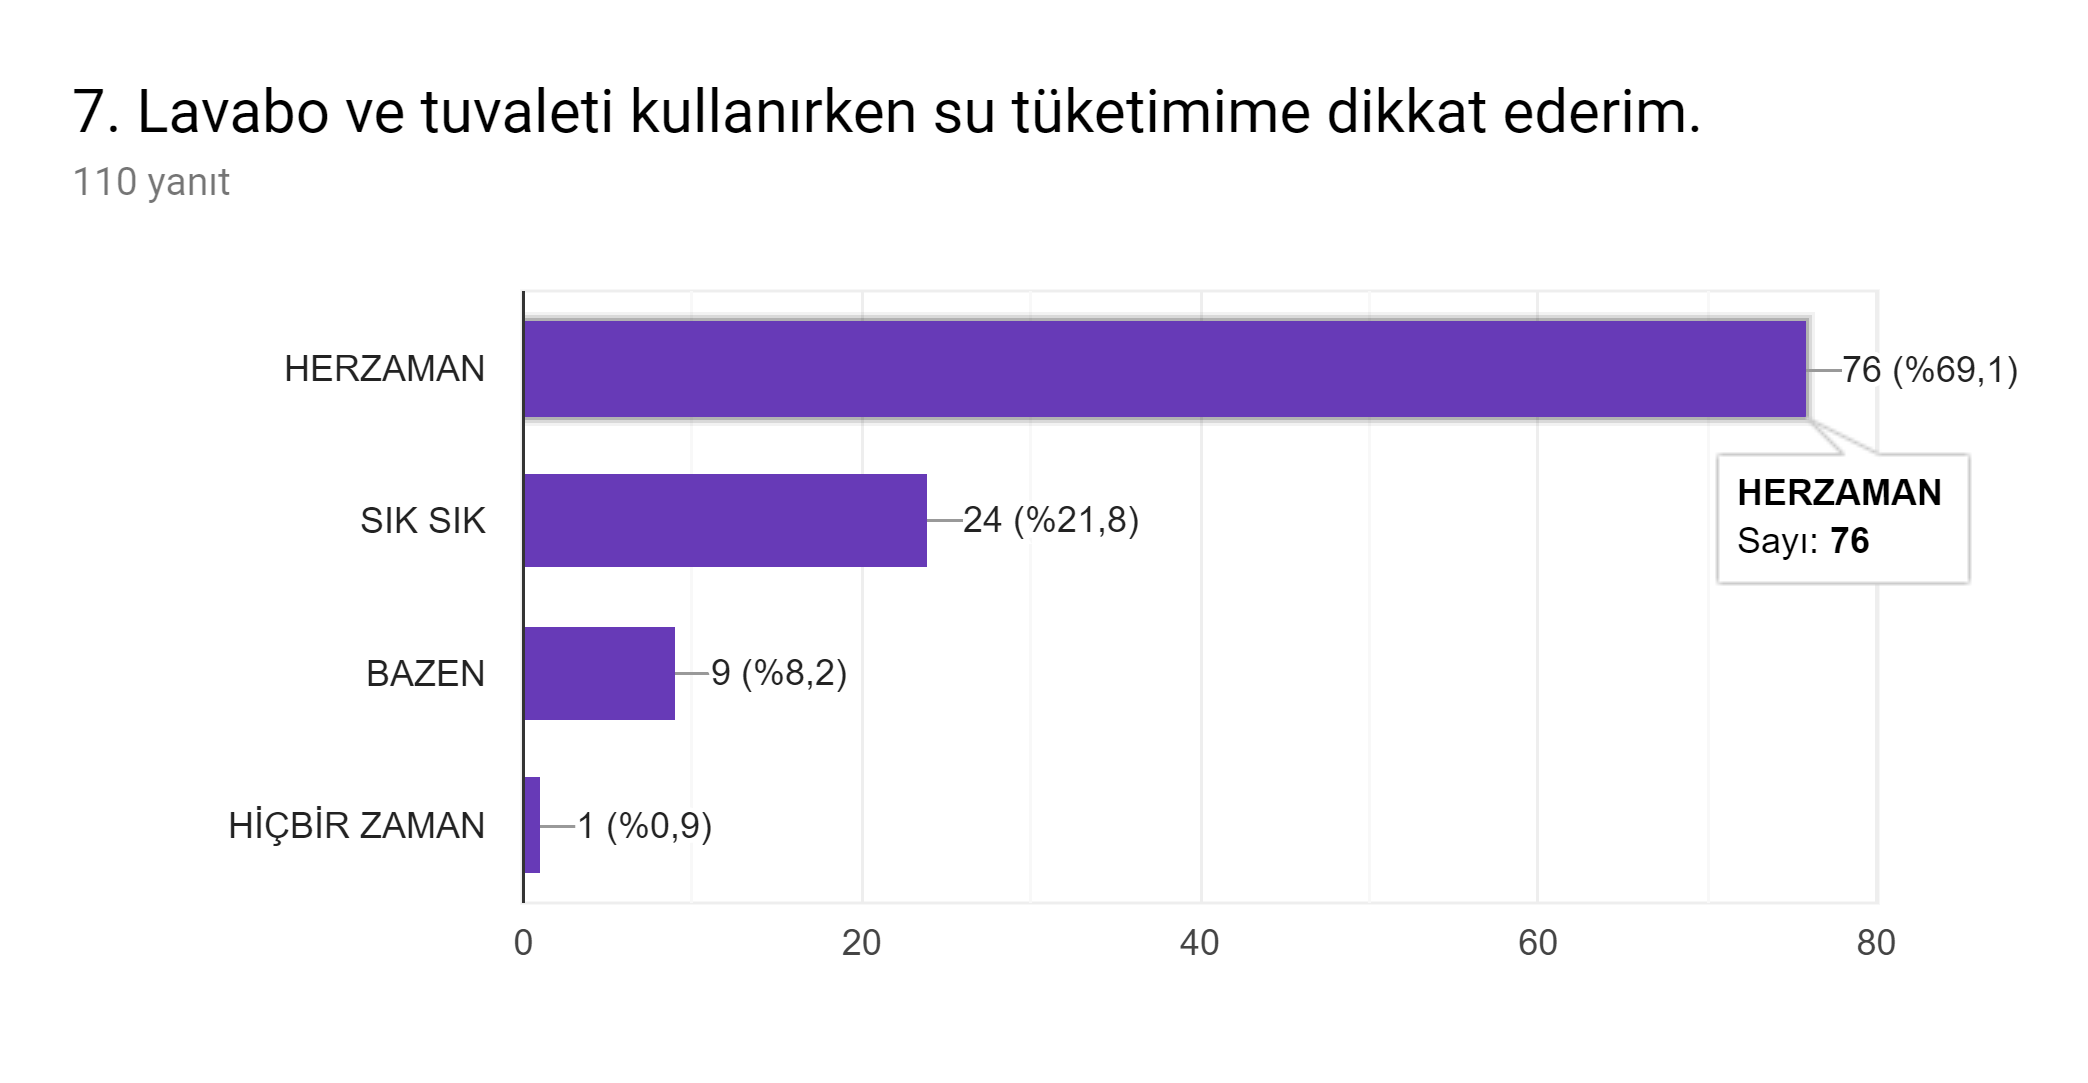 7. Lavabo ve tuvaleti kullanırken su tüketimime dikkat ederim.
110 yanıt
HERZAMAN
76 (%69,1)
HERZAMAN
Sayı: 76
SIK SIK
24 (%21,8)
BAZEN
9 (%8,2)
HİÇBİR ZAMAN
1 (%0,9)
0 20 40 60 80